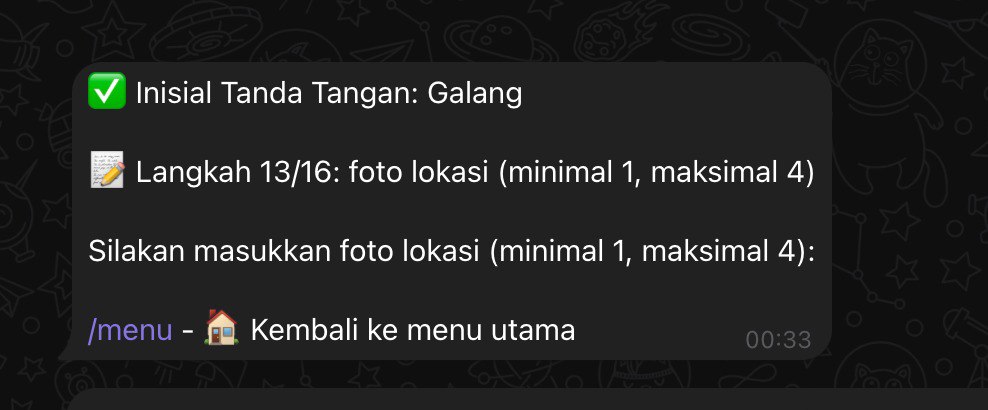 ✅ Inisial Tanda Tangan: Galang
📝 Langkah 13/16: foto lokasi (minimal 1, maksimal 4)
Silakan masukkan foto lokasi (minimal 1, maksimal 4):
/menu - 🏠 Kembali ke menu utama
00:33